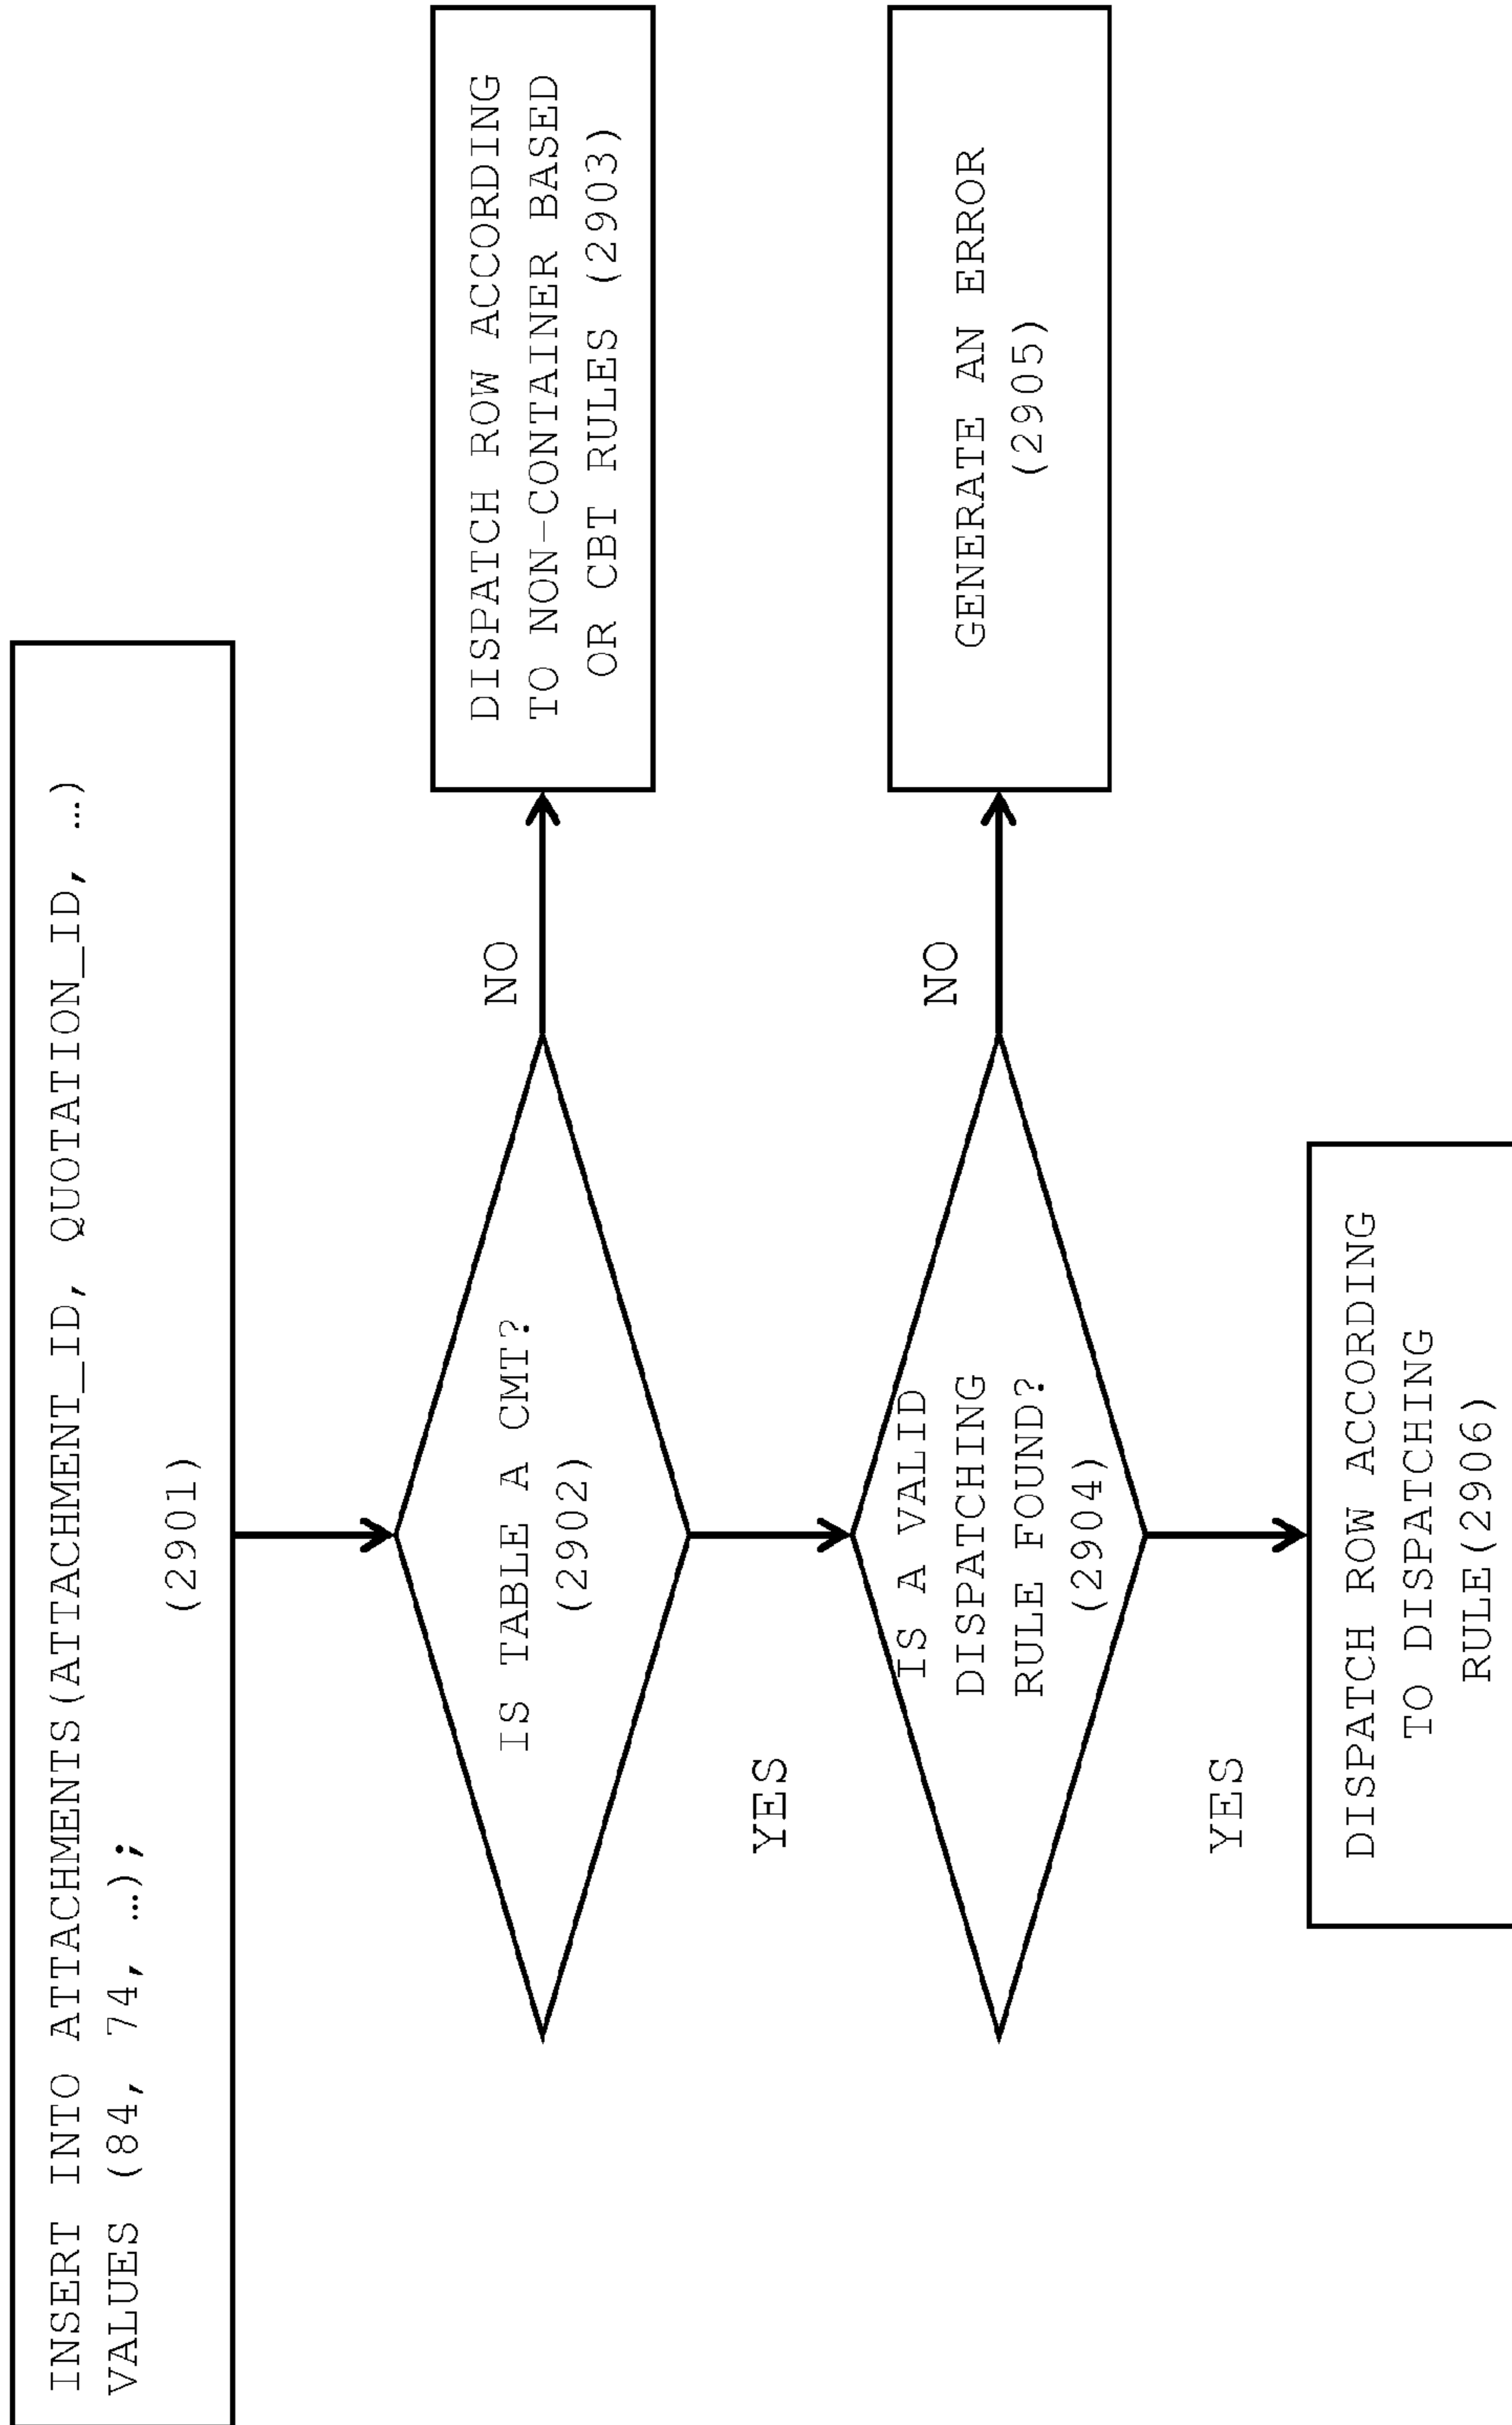 INSERT INTO ATTACHMENTS(ATTACHMENT_ID, QUOTATION_ID, …)
VALUES (84, 74, …);
(2901)
IS TABLE A CMT?
(2902)
NO
DISPATCH ROW ACCORDING
TO NON-CONTAINER BASED
OR CBT RULES (2903)
YES
IS A VALID
DISPATCHING
RULE FOUND?
(2904)
NO
GENERATE AN ERROR
(2905)
YES
DISPATCH ROW ACCORDING
TO DISPATCHING
RULE(2906)